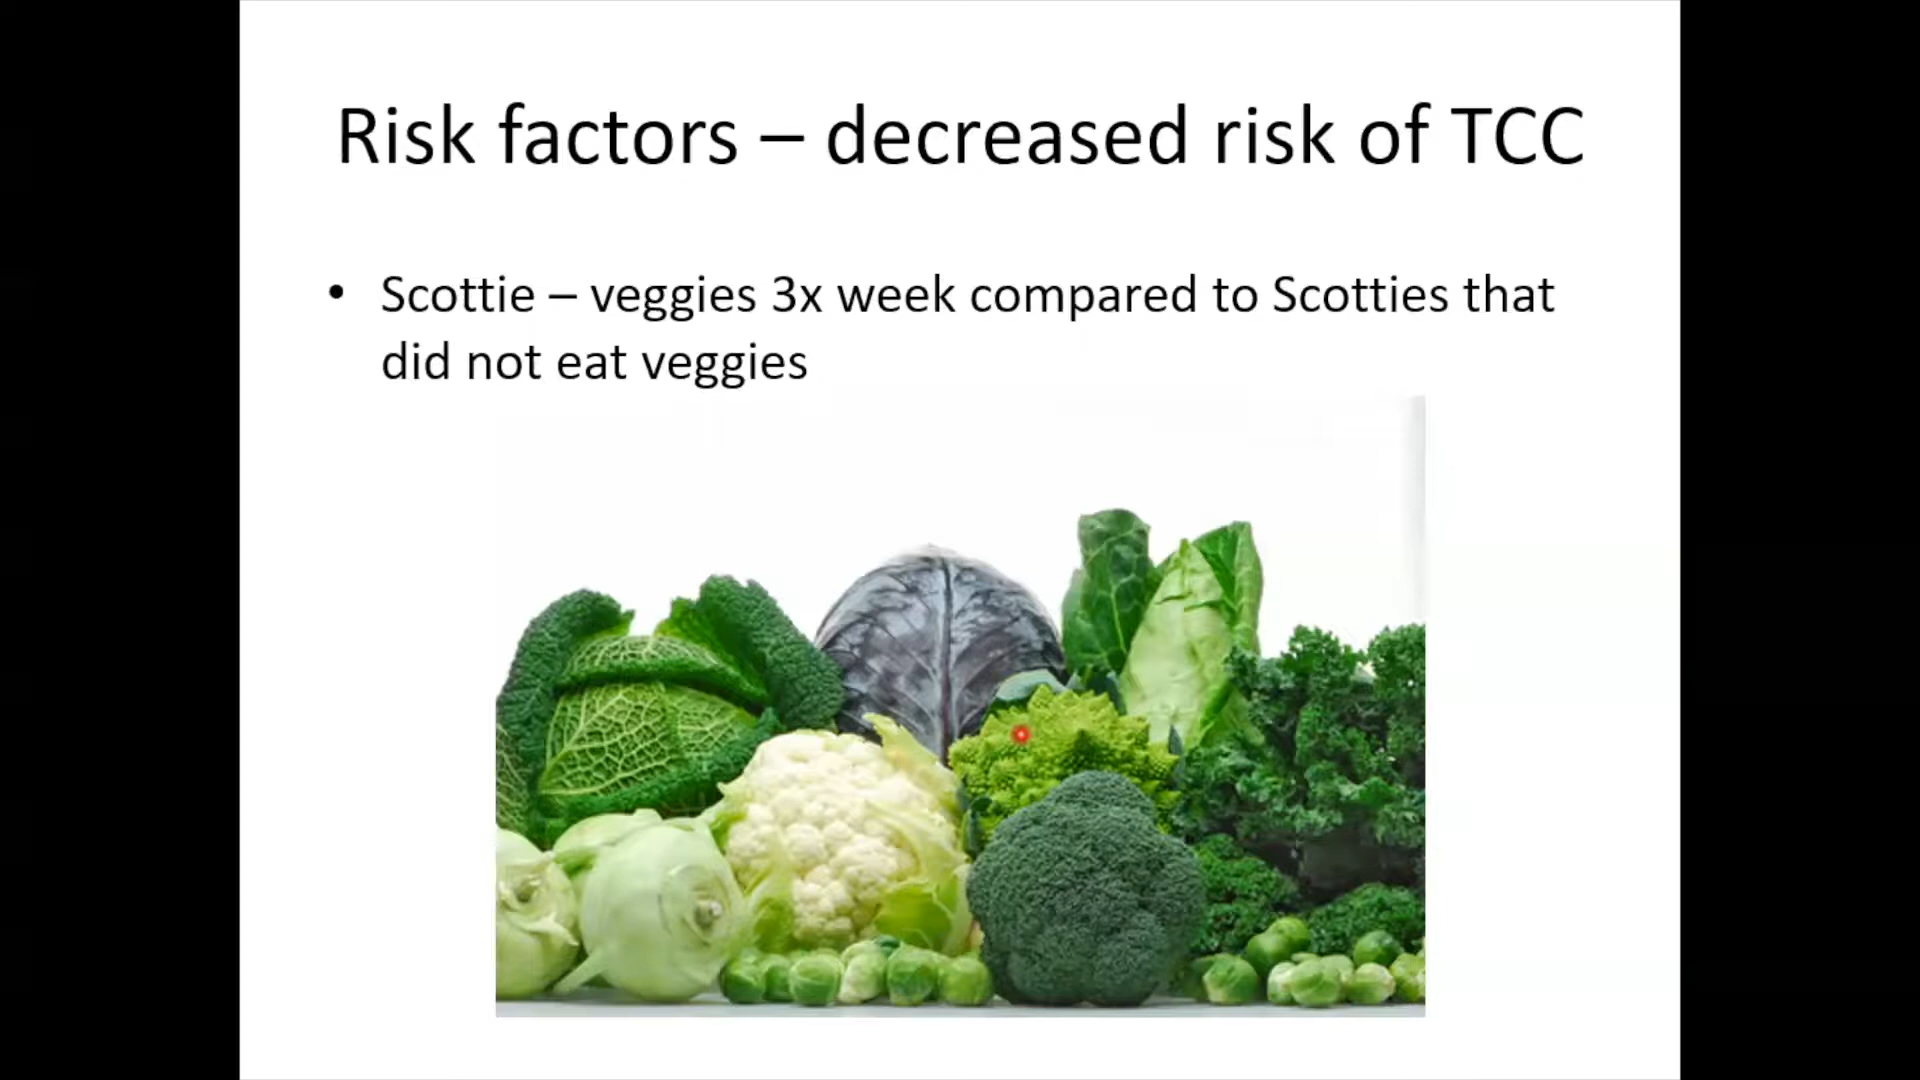 Risk factors – decreased risk of TCC
• Scottie – veggies 3x week compared to Scotties that
did not eat veggies